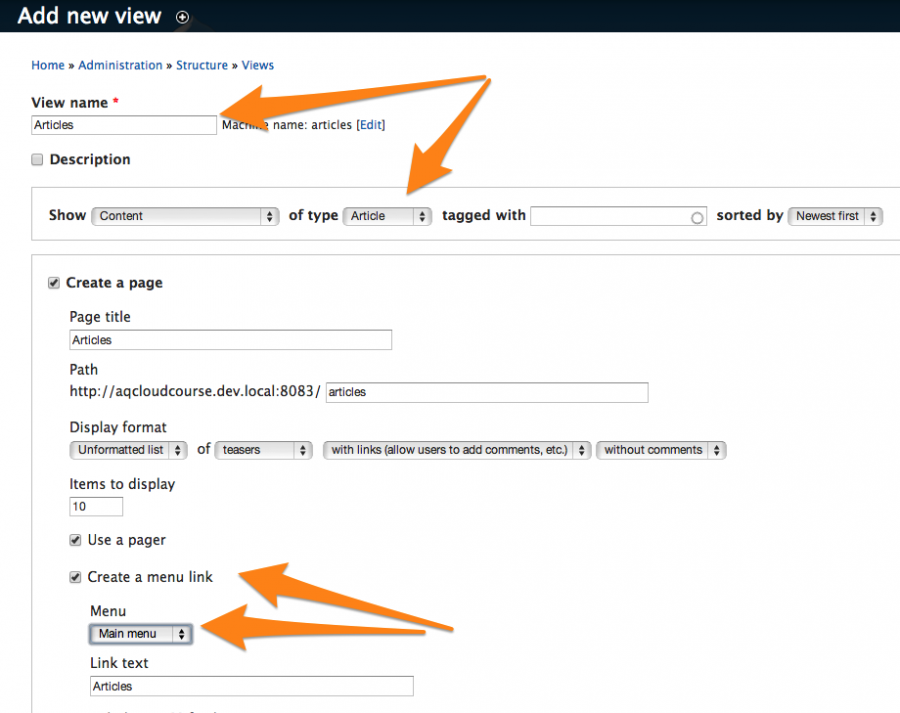 Add new view
Home » Administration » Structure » Views
View name *
Articles Machine name: articles [Edit]
Description
Show Content of type Article tagged with sorted by Newest first
Create a page
Page title
Articles
Path
http://aqcloudcourse.dev.local:8083/ articles
Display format
Unformatted list of teasers with links (allow users to add comments, etc.) without comments
Items to display
10
Use a pager
Create a menu link
Menu
Main menu
Link text
Articles